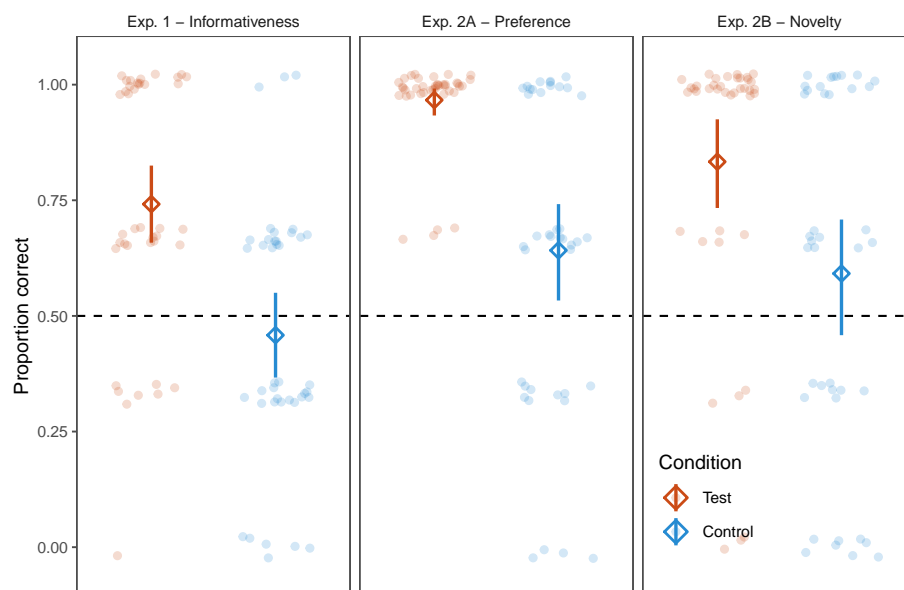 Exp. 1 – Informativeness
Exp. 2A – Preference
Exp. 2B – Novelty
Proportion correct
1.00
0.75
0.50
0.25
0.00
Condition
Test
Control